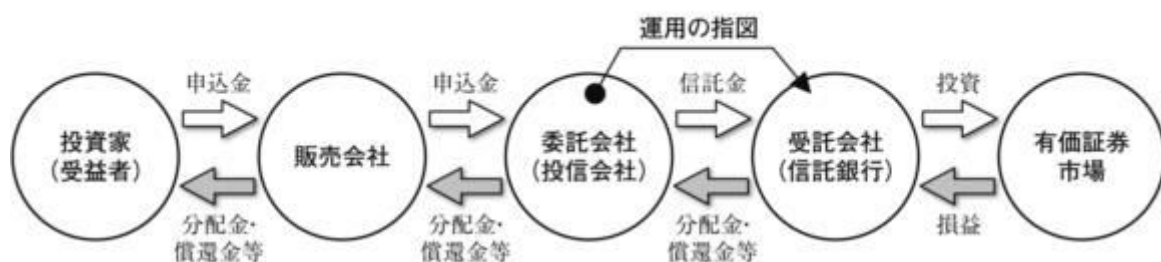 運用の指図
申込金
申込金
信託金
投資
投資家
（受益者）
販売会社
委託会社
（投信会社）
受託会社
（信託銀行）
有価証券
市場
分配金・
償還金等
分配金・
償還金等
分配金・
償還金等
損益